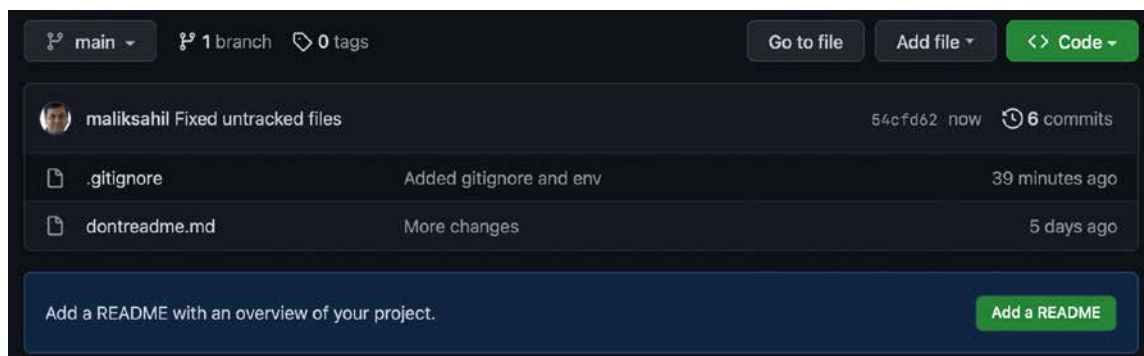 main 1 branch 0 tags Go to file Add file <> Code
maliksahil Fixed untracked files 54cfd62 now 6 commits
.gitignore Added gitignore and env 39 minutes ago
dontreadme.md More changes 5 days ago
Add a README with an overview of your project. Add a README